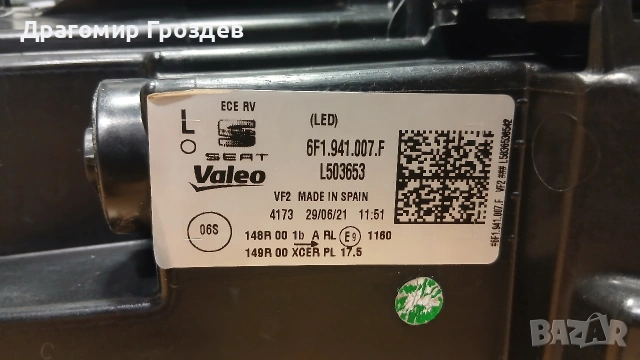 Драгомир Гроздев
ECE RV
L
O
SEAT
Valeo
(LED)
6F1.941.007.F
L503653
VF2 MADE IN SPAIN
4173 29/06/21 11:51
06S
148R 00 1b A RL E9 1160
149R 00 XCER PL 17.5
#6F1.941.007.F VF2 ###
BAZAR